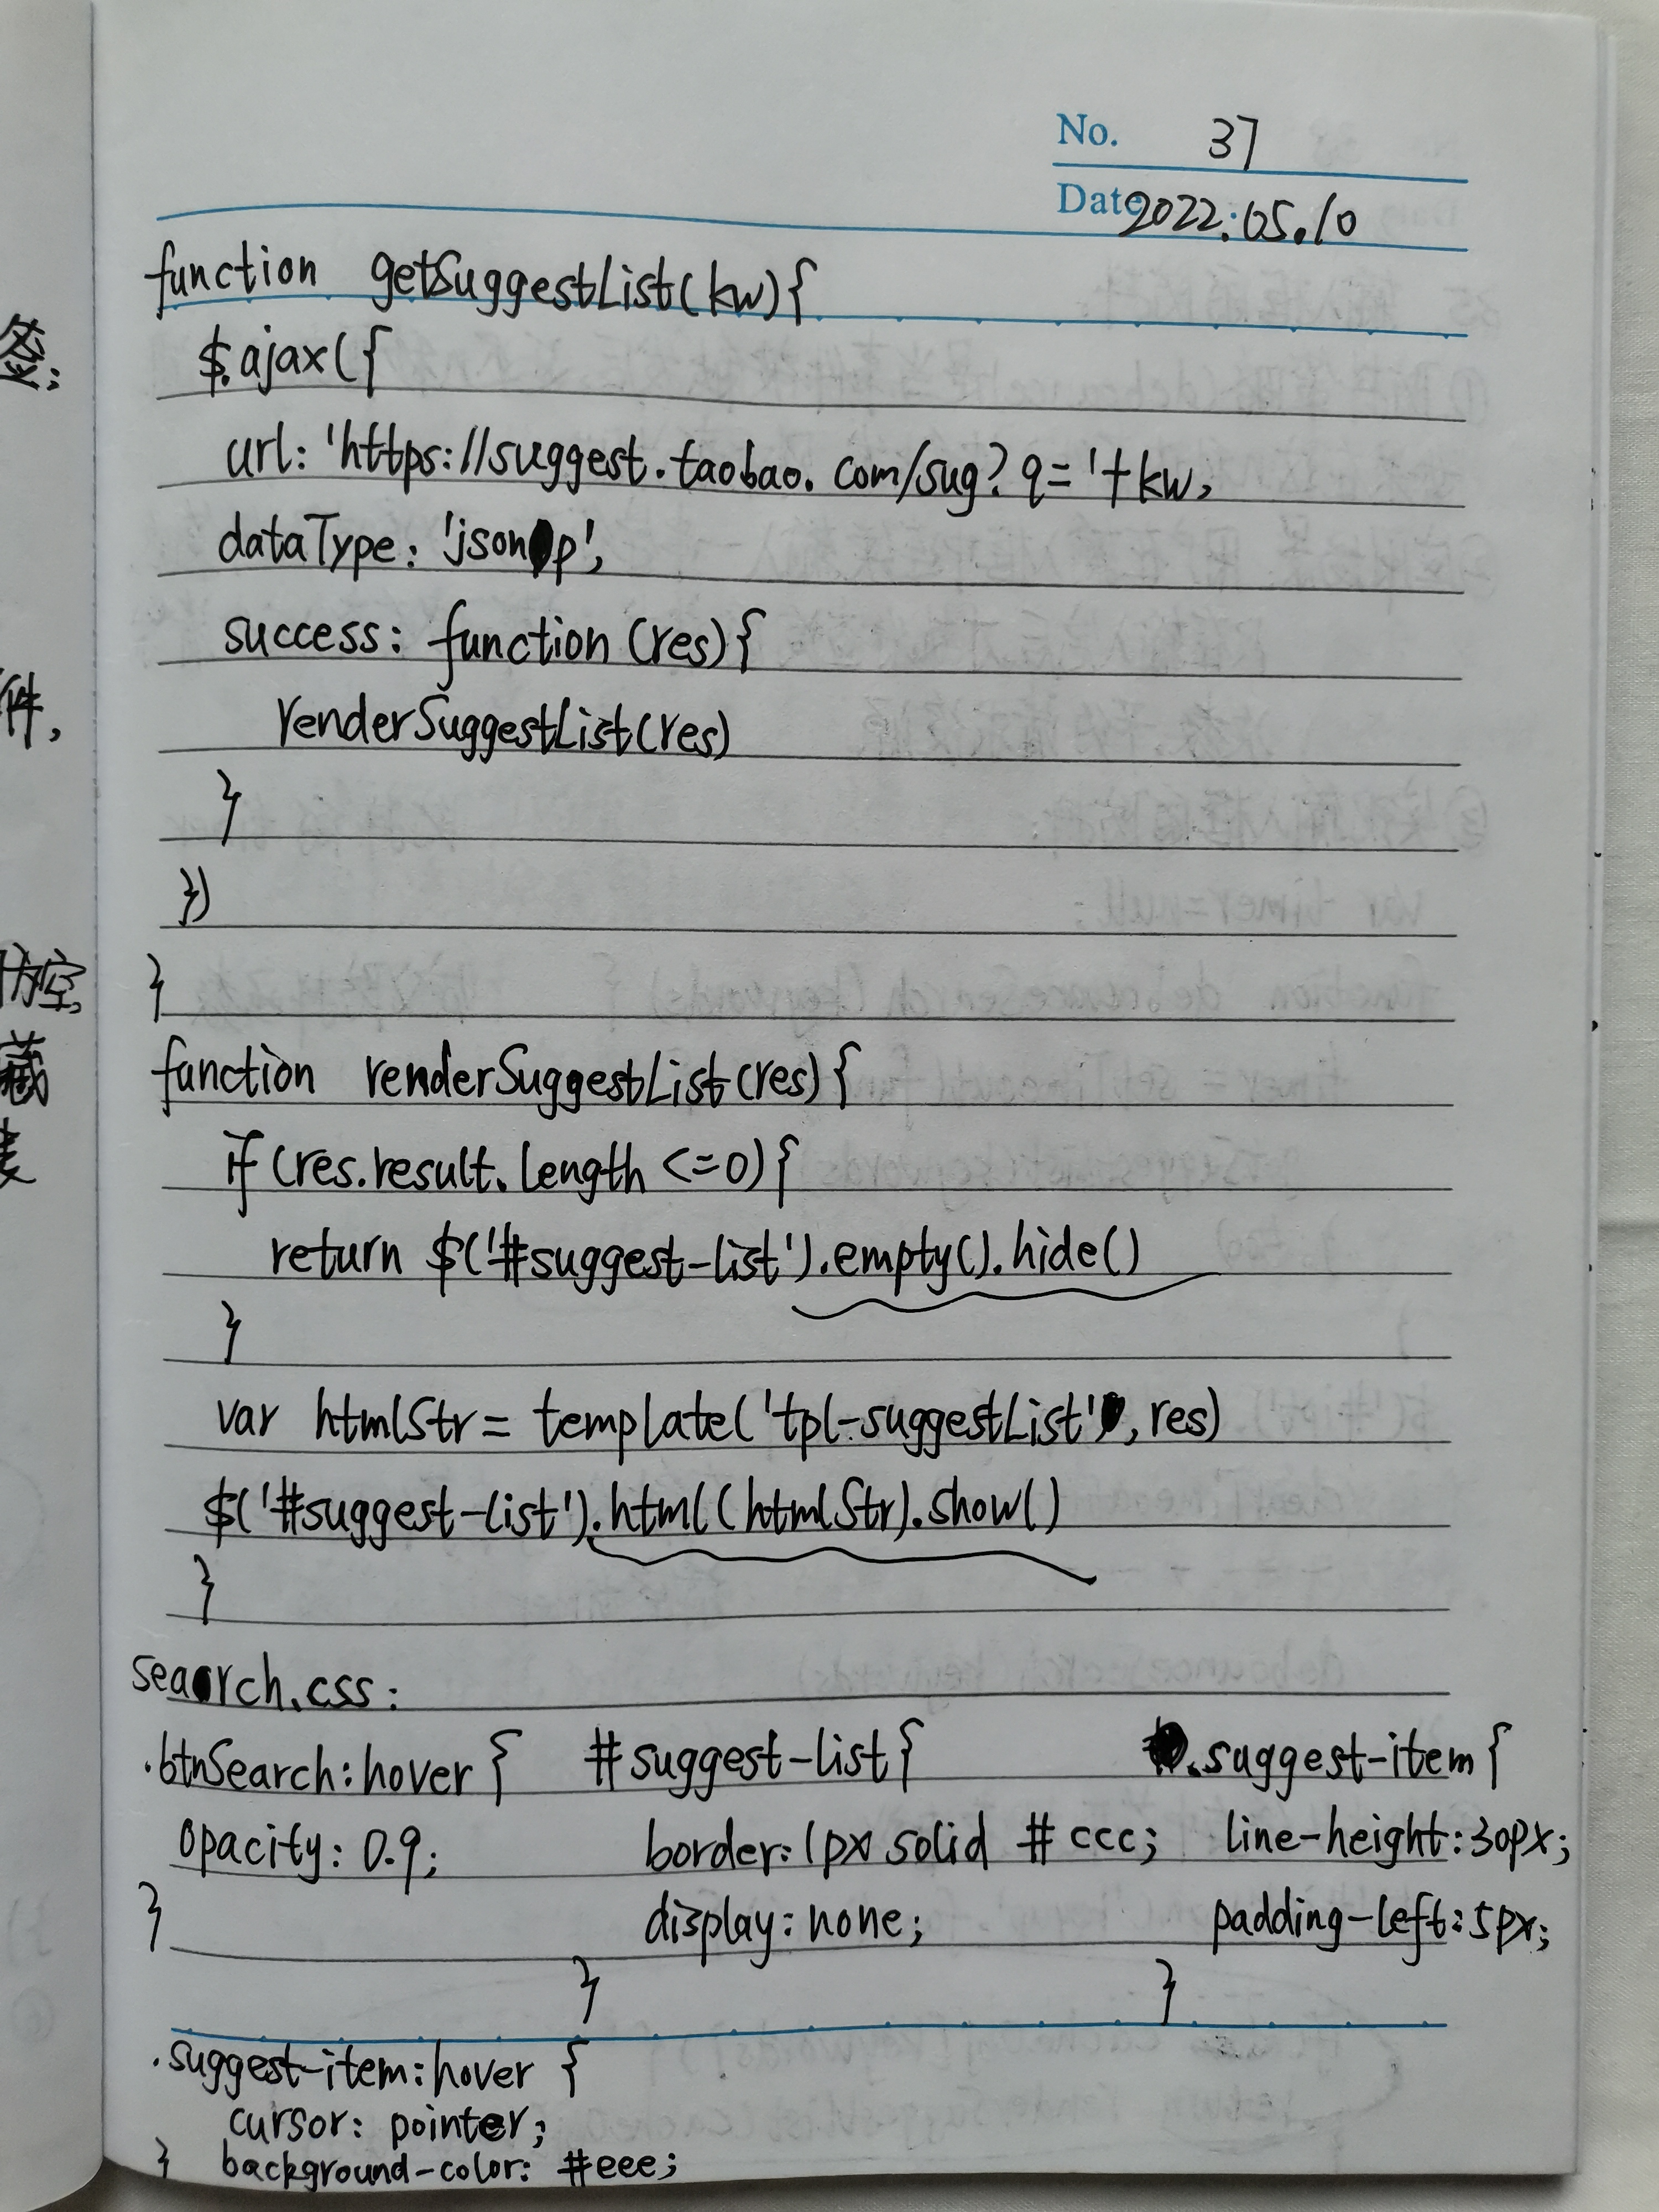 No. 37
Date 2022.05.10
function getSuggestList(kw){
$.ajax({
url: 'https://suggest.taobao.com/sug?q='+kw,
dataType: 'jsonp',
success: function(res){
renderSuggestList(res)
}
})
}
function renderSuggestList(res){
if(res.result.length <=0){
return $('#suggest-list').empty().hide()
}
var htmlStr= template('tpl-suggestList', res)
$('#suggest-list').html(htmlStr).show()
}
search.css:
.btnSearch:hover{
opacity: 0.9;
}
#suggest-list{
border:1px solid #ccc;
display: none;
}
.suggest-item{
line-height:30px;
padding-left:5px;
}
.suggest-item:hover {
cursor: pointer;
} background-color: #eee;
签;
件,
防空,
藏